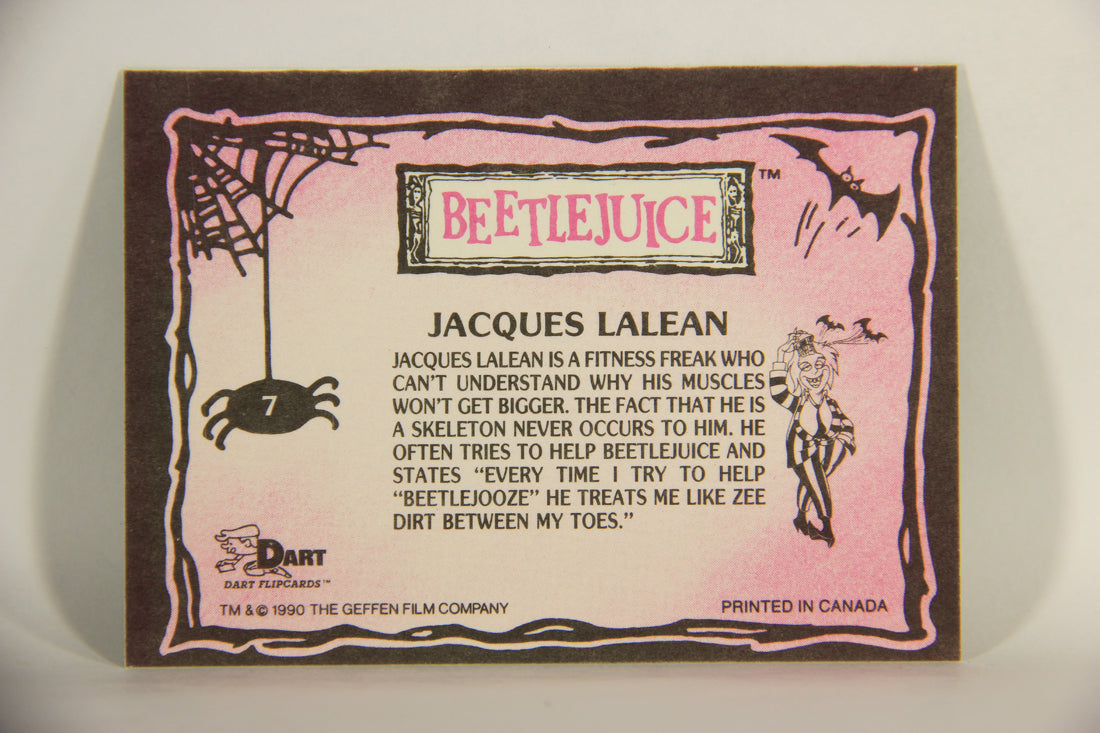 BEETLEJUICE™
JACQUES LALEAN
JACQUES LALEAN IS A FITNESS FREAK WHO
CAN'T UNDERSTAND WHY HIS MUSCLES
WON'T GET BIGGER. THE FACT THAT HE IS
A SKELETON NEVER OCCURS TO HIM. HE
OFTEN TRIES TO HELP BEETLEJUICE AND
STATES “EVERY TIME I TRY TO HELP
“BEETLEJOOZE” HE TREATS ME LIKE ZEE
DIRT BETWEEN MY TOES.”
7
DART
DART FLIPCARDS™
TM & © 1990 THE GEFFEN FILM COMPANY
PRINTED IN CANADA